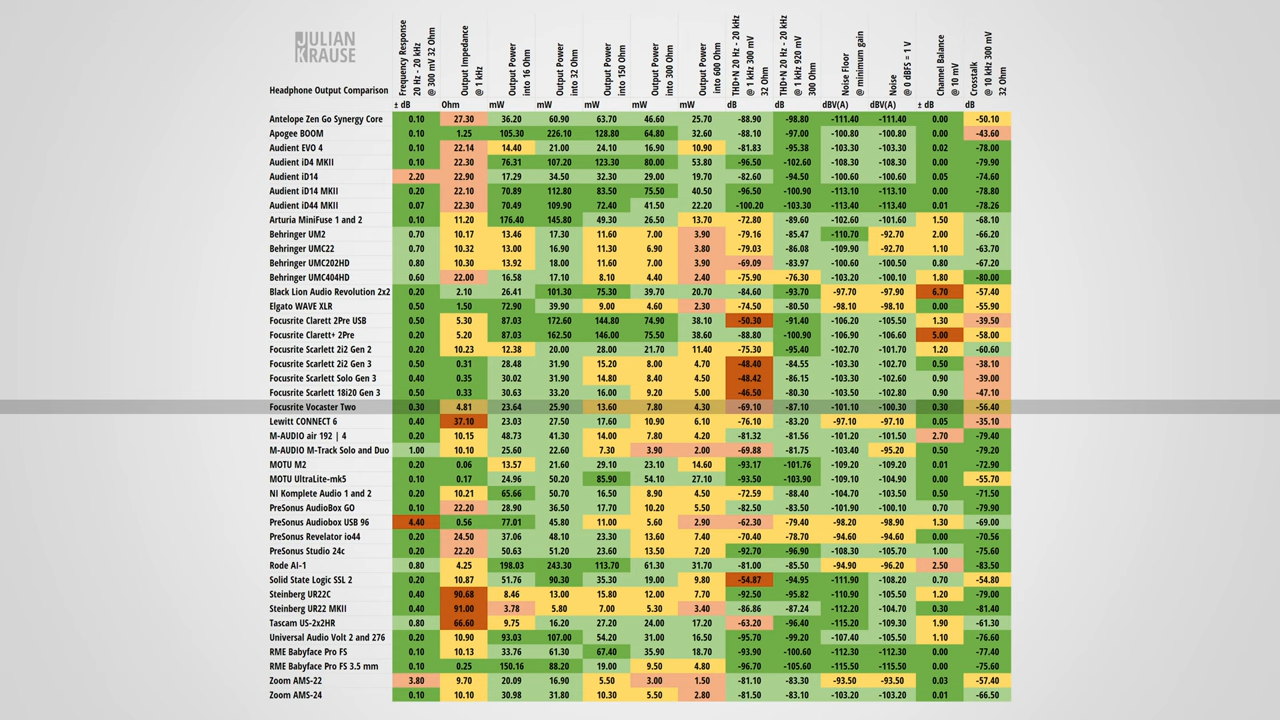 JULIAN
KRAUSE
Headphone Output Comparison
Frequency Response
20 Hz - 20 kHz
@ 300 mV 32 Ohm
Output Impedance
@ 1 kHz
Output Power
into 16 Ohm
Output Power
into 32 Ohm
Output Power
into 150 Ohm
Output Power
into 300 Ohm
Output Power
into 600 Ohm
THD+N 20 Hz - 20 kHz
@ 1 kHz 300 mV
32 Ohm
THD+N 20 Hz - 20 kHz
@ 1 kHz 920 mV
300 Ohm
Noise Floor
@ minimum gain
Noise
@ 0 dBFS = 1 V
Channel Balance
@ 10 mV
Crosstalk
@ 10 kHz 300 mV
32 Ohm
± dB Ohm mW mW mW mW mW dB dB dBV(A) dBV(A) ± dB dB
Antelope Zen Go Synergy Core 0.10 27.30 36.20 60.90 63.70 46.60 25.70 -88.90 -98.80 -111.40 -111.40 0.00 -50.10
Apogee BOOM 0.10 1.25 105.30 226.10 128.80 64.80 32.60 -88.10 -97.00 -100.80 -100.80 0.00 -43.60
Audient EVO 4 0.10 22.14 14.40 21.00 24.10 16.90 10.90 -81.83 -95.38 -103.30 -103.30 0.02 -78.00
Audient iD4 MKII 0.10 22.30 76.31 107.20 123.30 80.00 53.80 -96.50 -102.60 -108.30 -108.30 0.00 -79.90
Audient iD14 2.20 22.90 17.29 34.50 32.30 29.00 19.70 -82.60 -94.50 -100.60 -100.60 0.05 -74.60
Audient iD14 MKII 0.20 22.10 70.89 112.80 83.50 75.50 40.50 -96.50 -100.90 -113.10 -113.10 0.00 -78.80
Audient iD44 MKII 0.07 22.30 70.49 109.90 72.40 41.50 22.20 -100.20 -103.30 -113.40 -113.40 0.01 -78.26
Arturia MiniFuse 1 and 2 0.10 11.20 176.40 145.80 49.30 26.50 13.70 -72.80 -89.60 -102.60 -101.60 1.50 -68.10
Behringer UM2 0.70 10.17 13.46 17.30 11.60 7.00 3.90 -79.16 -85.47 -110.70 -92.70 2.00 -66.20
Behringer UMC22 0.70 10.32 13.00 16.90 11.30 6.90 3.80 -79.03 -86.08 -109.90 -92.70 1.10 -63.70
Behringer UMC202HD 0.80 10.30 13.92 18.00 11.60 7.00 3.90 -69.09 -83.97 -100.60 -100.50 0.80 -67.20
Behringer UMC404HD 0.60 22.00 16.58 17.10 8.10 4.40 2.40 -75.90 -76.30 -103.20 -100.10 1.80 -80.00
Black Lion Audio Revolution 2x2 0.20 2.10 26.41 101.30 75.30 39.70 20.70 -84.60 -93.70 -97.70 -97.90 6.70 -57.40
Elgato WAVE XLR 0.50 1.50 72.90 39.90 9.00 4.60 2.30 -74.50 -80.50 -98.10 -98.10 0.00 -55.90
Focusrite Clarett 2Pre USB 0.50 5.30 87.03 172.60 144.80 74.90 38.10 -50.30 -91.40 -106.20 -105.50 1.30 -39.50
Focusrite Clarett+ 2Pre 0.20 5.20 87.03 162.50 146.00 75.50 38.60 -88.80 -100.90 -106.90 -106.60 5.00 -58.00
Focusrite Scarlett 2i2 Gen 2 0.20 10.23 12.38 20.00 28.00 21.70 11.40 -75.30 -95.40 -102.70 -101.70 1.20 -60.60
Focusrite Scarlett 2i2 Gen 3 0.50 0.31 28.48 31.90 15.20 8.00 4.70 -48.40 -84.55 -103.30 -102.70 0.50 -38.10
Focusrite Scarlett Solo Gen 3 0.40 0.35 30.02 31.90 14.80 8.40 4.50 -48.42 -86.15 -103.30 -102.60 0.90 -39.00
Focusrite Scarlett 18i20 Gen 3 0.50 0.33 30.63 33.20 16.00 9.20 5.00 -46.50 -83.30 -103.50 -102.80 0.90 -47.10
Focusrite Vocaster Two 0.30 4.81 23.64 25.90 13.60 7.80 4.30 -69.10 -87.10 -101.10 -100.30 0.30 -56.40
Lewitt CONNECT 6 0.40 37.10 23.03 27.50 17.60 10.90 6.10 -76.10 -83.20 -97.10 -97.10 0.05 -35.10
M-AUDIO air 192 | 4 0.20 10.15 48.73 41.30 14.00 7.80 4.20 -81.32 -81.56 -101.20 -101.50 2.70 -79.40
M-AUDIO M-Track Solo and Duo 1.00 10.10 25.60 22.60 7.30 3.90 2.00 -69.88 -81.75 -103.40 -95.20 0.50 -79.20
MOTU M2 0.20 0.06 13.57 21.60 29.10 23.10 14.60 -93.17 -101.76 -109.20 -109.20 0.01 -72.90
MOTU UltraLite-mk5 0.10 0.17 24.96 50.20 85.90 54.10 27.10 -93.50 -103.90 -109.10 -104.90 0.00 -55.70
NI Komplete Audio 1 and 2 0.20 10.21 65.66 50.70 16.50 8.90 4.50 -72.59 -88.40 -104.70 -103.50 0.50 -71.50
PreSonus AudioBox GO 0.10 22.20 28.90 36.50 17.70 10.20 5.50 -82.50 -83.50 -101.90 -100.10 0.70 -79.90
PreSonus Audiobox USB 96 4.40 0.56 77.01 45.80 11.00 5.60 2.90 -62.30 -79.40 -98.20 -98.90 1.30 -69.00
PreSonus Revelator io44 0.20 24.50 37.06 48.10 23.30 13.60 7.40 -70.40 -78.70 -94.60 -94.60 0.00 -70.56
PreSonus Studio 24c 0.20 22.20 50.63 51.20 23.60 13.50 7.20 -92.70 -96.90 -108.30 -105.70 1.00 -75.60
Rode AI-1 0.80 4.25 198.03 243.30 113.70 61.30 31.70 -81.00 -85.50 -94.90 -96.20 2.50 -83.50
Solid State Logic SSL 2 0.20 10.87 51.76 90.30 35.30 19.00 9.80 -54.87 -94.95 -111.90 -108.20 0.70 -54.80
Steinberg UR22C 0.40 90.68 8.46 13.00 15.80 12.00 7.70 -92.50 -95.82 -110.90 -105.50 1.20 -79.00
Steinberg UR22 MKII 0.40 91.00 3.78 5.80 7.00 5.30 3.40 -86.86 -87.24 -112.20 -104.70 0.30 -81.40
Tascam US-2x2HR 0.80 66.60 9.75 16.20 27.20 24.00 17.20 -63.20 -96.40 -115.20 -109.30 1.90 -61.30
Universal Audio Volt 2 and 276 0.20 10.90 93.03 107.00 54.20 31.00 16.50 -95.70 -99.20 -107.40 -105.50 1.10 -76.60
RME Babyface Pro FS 0.10 10.13 33.76 61.30 67.40 35.90 18.70 -93.90 -100.60 -112.30 -112.30 0.00 -77.40
RME Babyface Pro FS 3.5 mm 0.10 0.25 150.16 88.20 19.00 9.50 4.80 -96.70 -105.60 -115.50 -115.50 0.00 -75.60
Zoom AMS-22 3.80 9.70 20.09 16.90 5.50 3.00 1.50 -81.10 -83.30 -93.50 -93.50 0.03 -57.40
Zoom AMS-24 0.10 10.10 30.98 31.80 10.30 5.50 2.80 -81.50 -83.10 -103.20 -103.20 0.01 -66.50